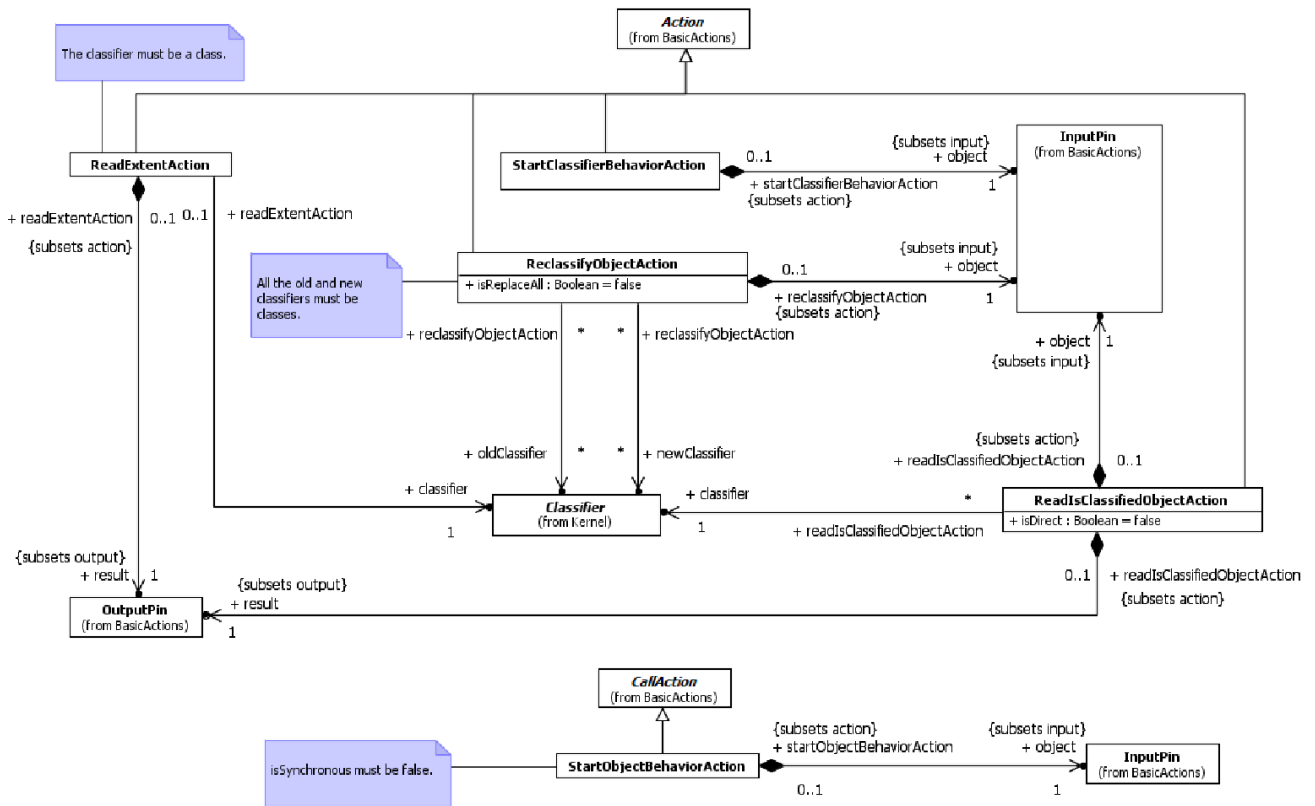 Action
(from BasicActions)
The classifier must be a class.
ReadExtentAction
StartClassifierBehaviorAction
InputPin
(from BasicActions)
{subsets input}
+ object
0..1
1
+ startClassifierBehaviorAction
{subsets action}
+ readExtentAction
0..1
{subsets action}
0..1
+ readExtentAction
All the old and new
classifiers must be
classes.
ReclassifyObjectAction
+ isReplaceAll : Boolean = false
{subsets input}
+ object
0..1
1
+ reclassifyObjectAction
{subsets action}
+ reclassifyObjectAction
*
*
+ reclassifyObjectAction
+ object
1
{subsets input}
+ oldClassifier
*
*
+ newClassifier
{subsets action}
+ readIsClassifiedObjectAction
0..1
+ classifier
1
Classifier
(from Kernel)
+ classifier
1
*
+ readIsClassifiedObjectAction
ReadIsClassifiedObjectAction
+ isDirect : Boolean = false
{subsets output}
+ result
1
OutputPin
(from BasicActions)
{subsets output}
+ result
1
0..1
+ readIsClassifiedObjectAction
{subsets action}
CallAction
(from BasicActions)
isSynchronous must be false.
StartObjectBehaviorAction
{subsets action}
+ startObjectBehaviorAction
0..1
{subsets input}
+ object
1
InputPin
(from BasicActions)